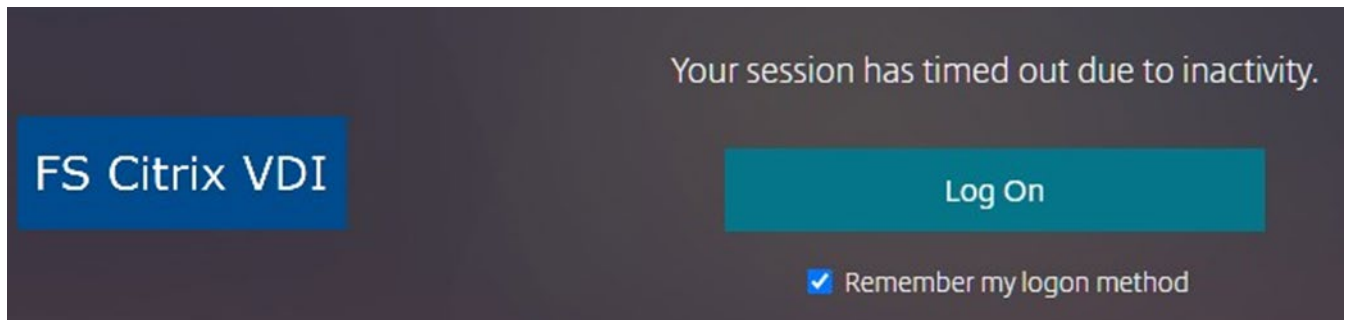 FS Citrix VDI
Your session has timed out due to inactivity.
Log On
Remember my logon method